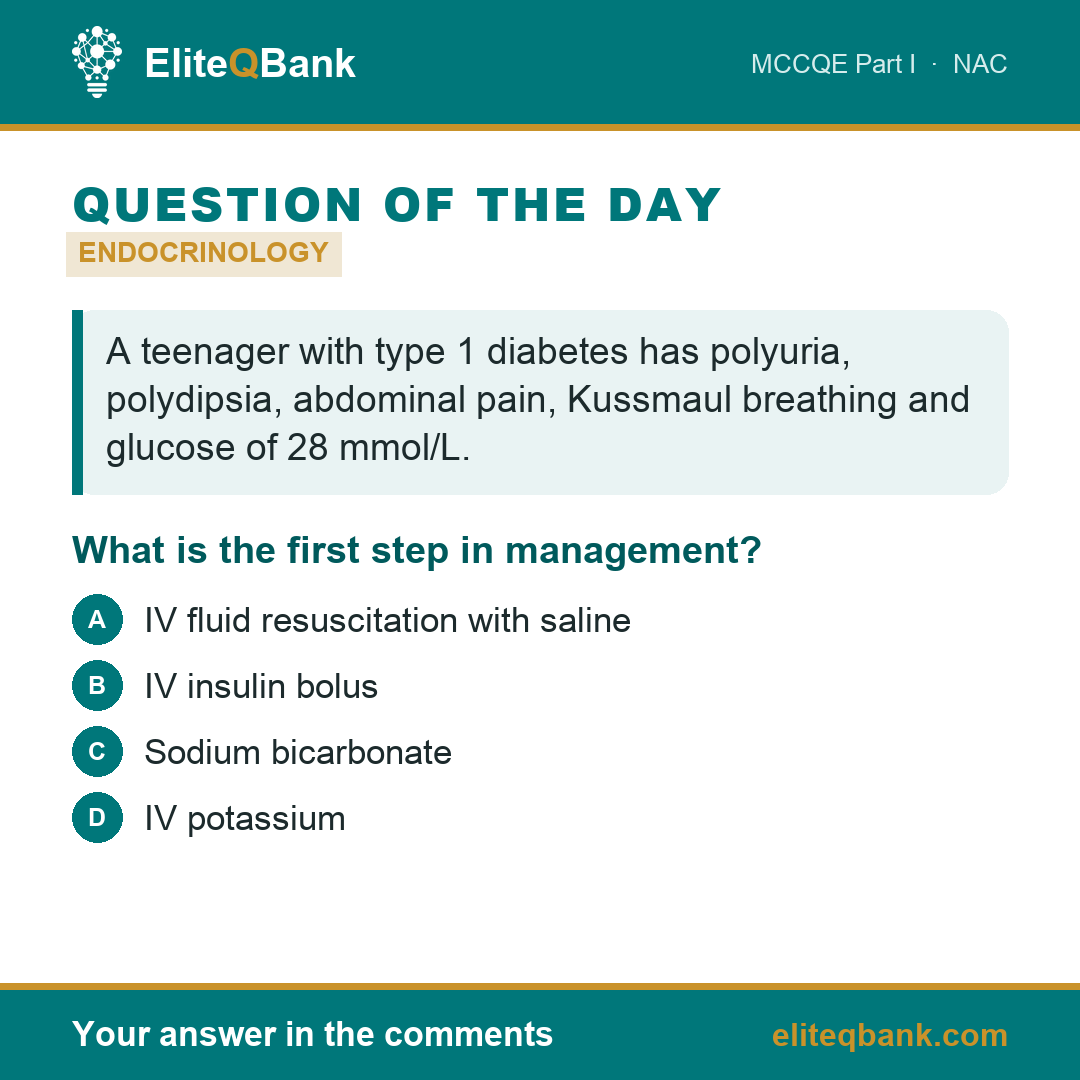 EliteQBank
MCCQE Part I · NAC
QUESTION OF THE DAY
ENDOCRINOLOGY
A teenager with type 1 diabetes has polyuria,
polydipsia, abdominal pain, Kussmaul breathing and
glucose of 28 mmol/L.
What is the first step in management?
A IV fluid resuscitation with saline
B IV insulin bolus
C Sodium bicarbonate
D IV potassium
Your answer in the comments
eliteqbank.com